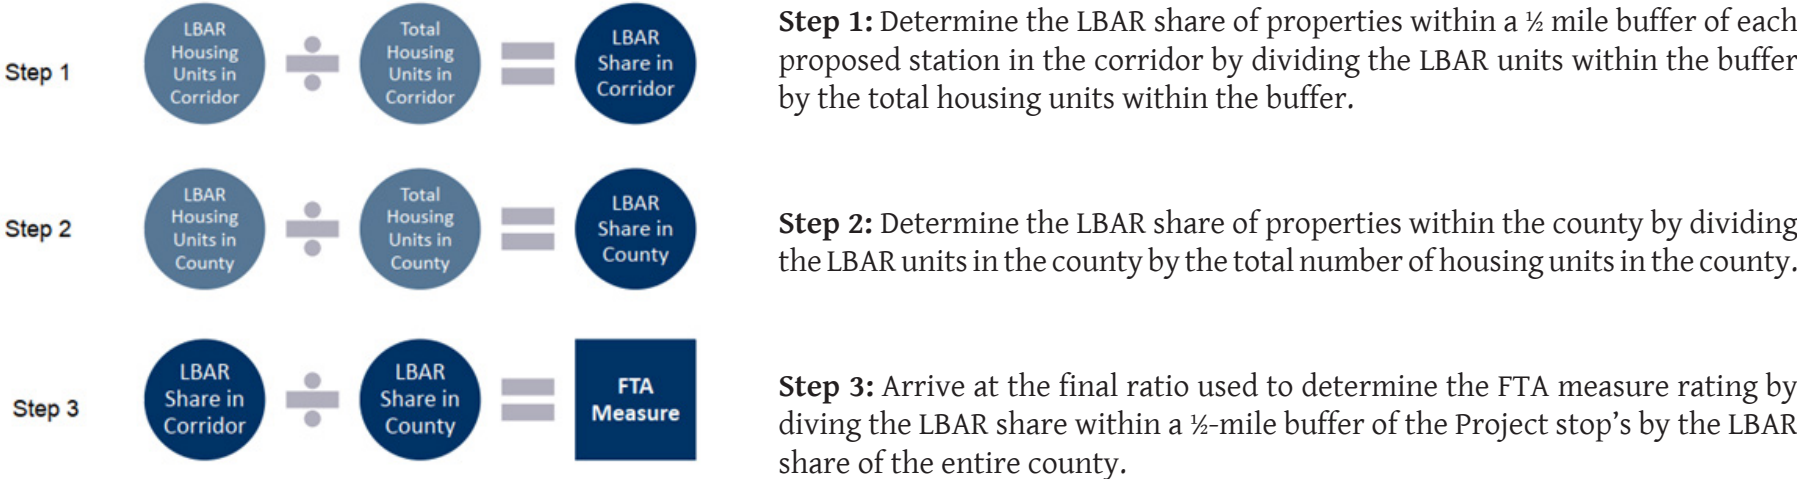 Step 1
LBAR
Housing
Units in
Corridor
Total
Housing
Units in
Corridor
LBAR
Share in
Corridor
Step 1: Determine the LBAR share of properties within a ½ mile buffer of each
proposed station in the corridor by dividing the LBAR units within the buffer
by the total housing units within the buffer.
Step 2
LBAR
Housing
Units in
County
Total
Housing
Units in
County
LBAR
Share in
County
Step 2: Determine the LBAR share of properties within the county by dividing
the LBAR units in the county by the total number of housing units in the county.
Step 3
LBAR
Share in
Corridor
LBAR
Share in
County
FTA
Measure
Step 3: Arrive at the final ratio used to determine the FTA measure rating by
diving the LBAR share within a ½-mile buffer of the Project stop’s by the LBAR
share of the entire county.